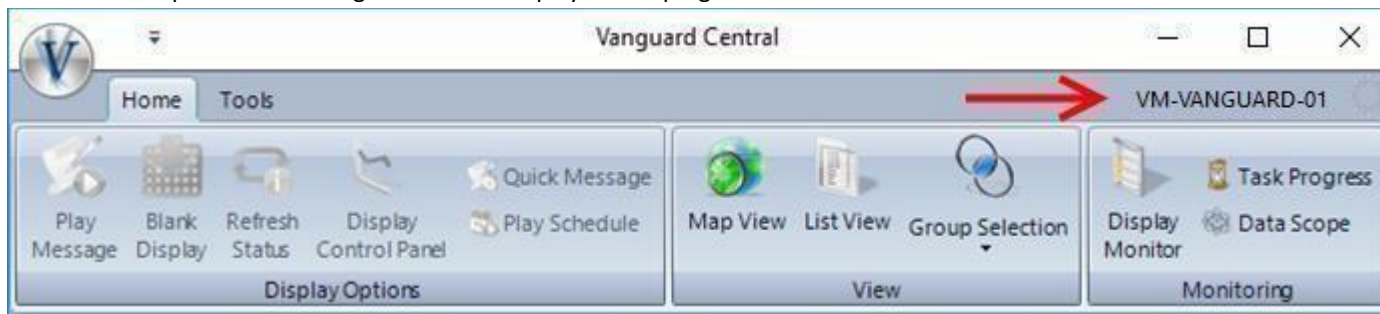 Vanguard Central
V
Home Tools VM-VANGUARD-01
Quick Message
Play Schedule
Play Message
Blank Display
Refresh Status
Display Control Panel
Display Options
Map View
List View
Group Selection
View
Display Monitor
Task Progress
Data Scope
Monitoring